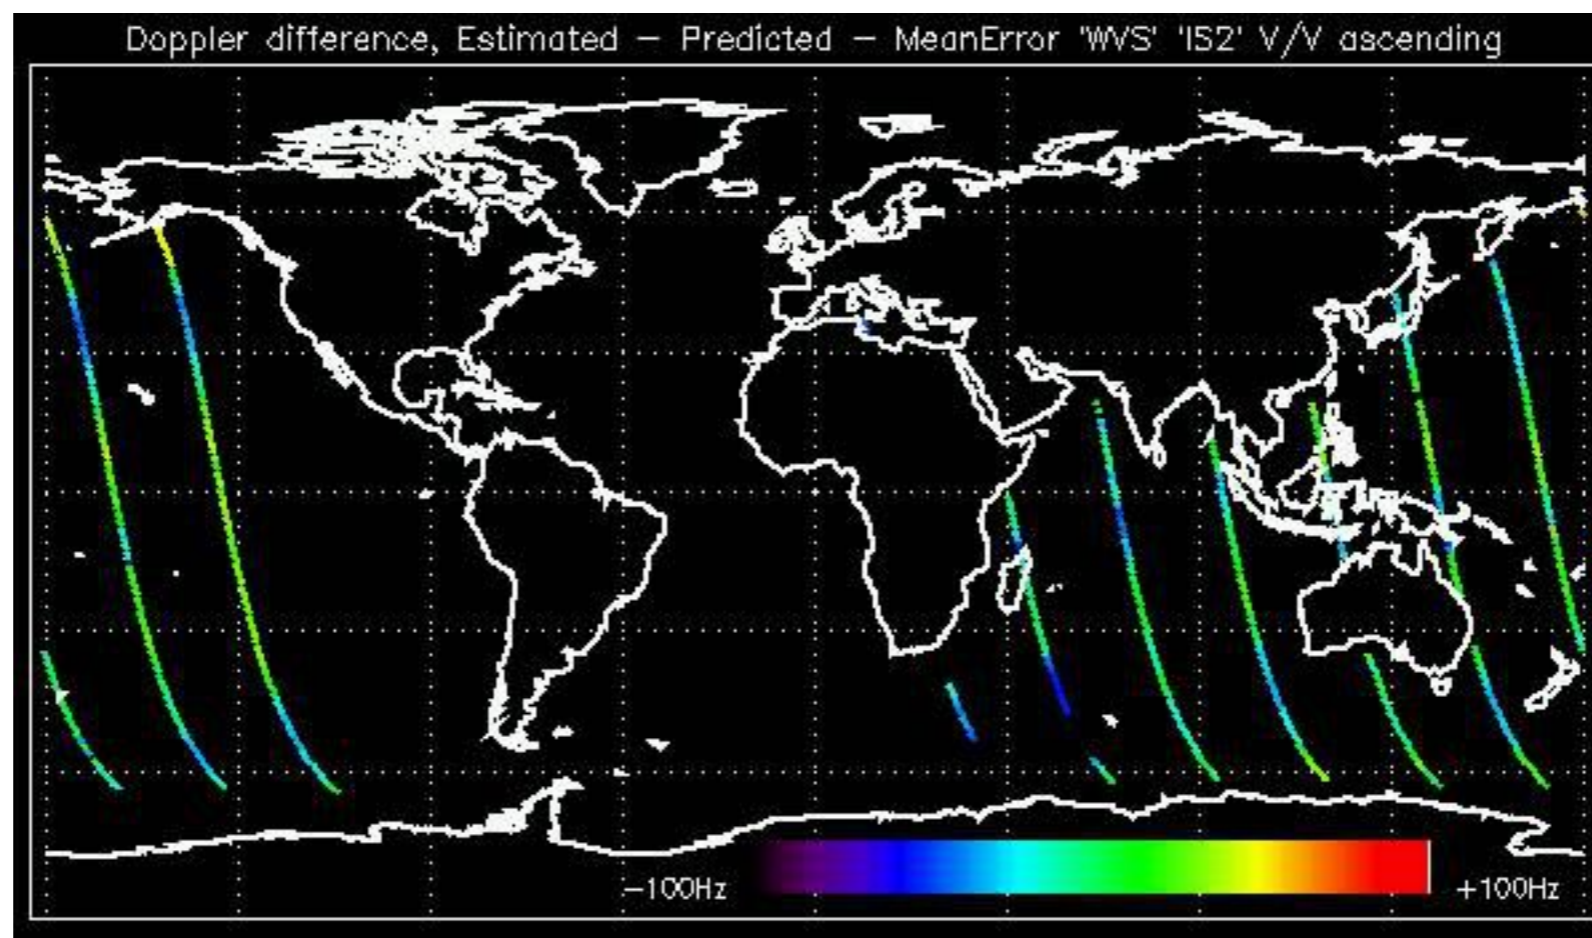 Doppler difference, Estimated – Predicted – MeanError 'WVS' 'IS2' V/V ascending
–100Hz
+100Hz